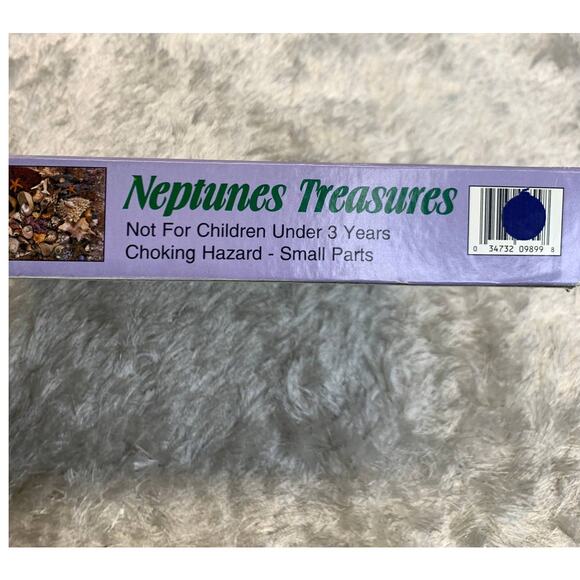 Neptunes Treasures
Not For Children Under 3 Years
Choking Hazard - Small Parts
0 34732 09899 8